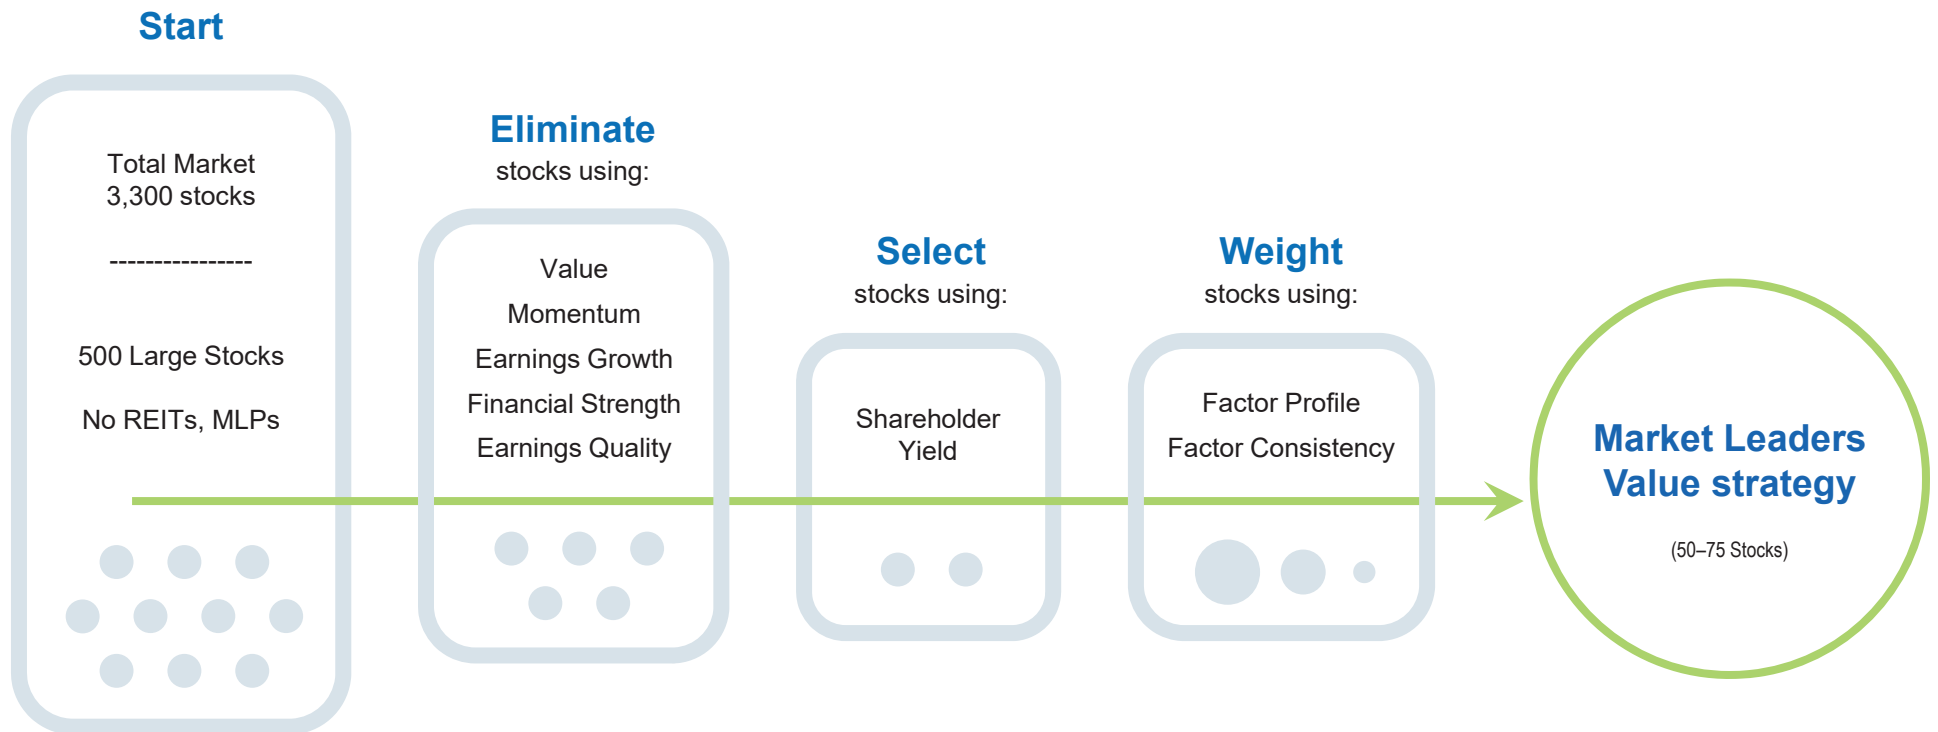 Start
Total Market
3,300 stocks
----------------
500 Large Stocks
No REITs, MLPs
Eliminate
stocks using:
Value
Momentum
Earnings Growth
Financial Strength
Earnings Quality
Select
stocks using:
Shareholder
Yield
Weight
stocks using:
Factor Profile
Factor Consistency
Market Leaders
Value strategy
(50–75 Stocks)